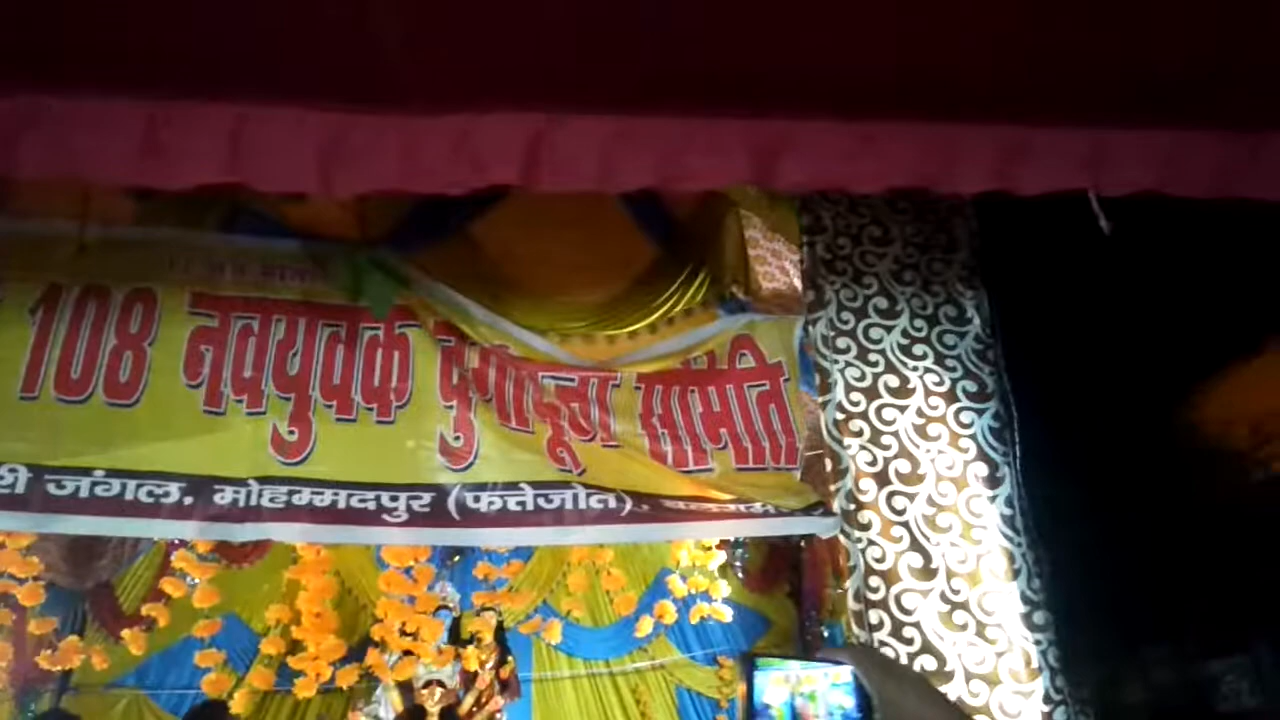 108 नवयुवक दुर्गापूजा समिति
री जंगल, मोहम्मदपुर (फत्तेजोत),